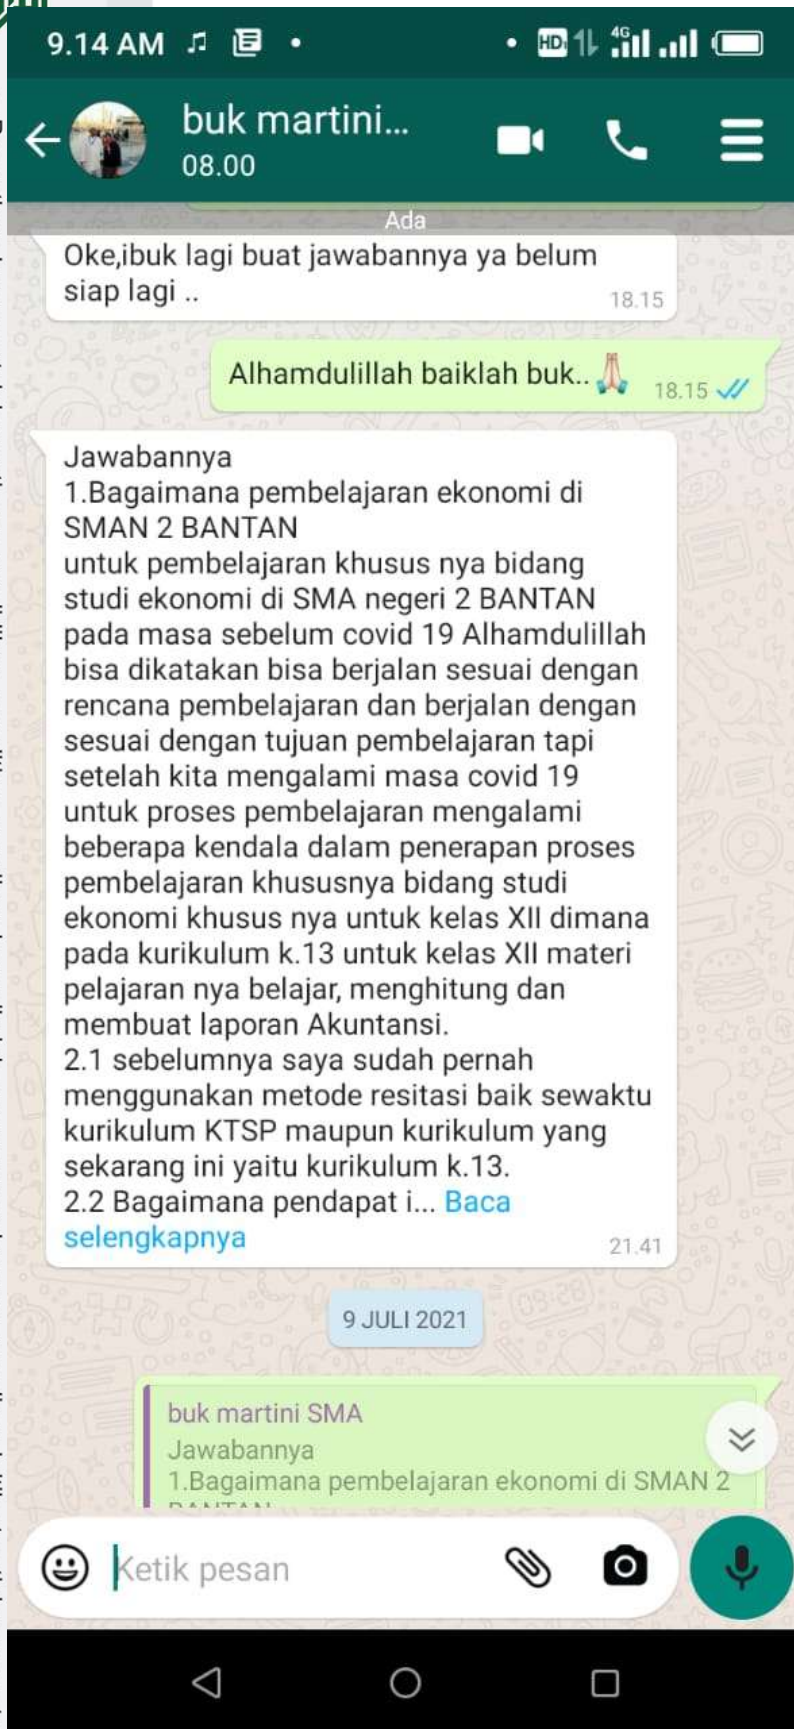 9.14 AM
HD 4G
buk martini...
08.00
Ada
Oke,ibuk lagi buat jawabannya ya belum
siap lagi ..
18.15
Alhamdulillah baiklah buk..🙏
18.15
Jawabannya
1.Bagaimana pembelajaran ekonomi di
SMAN 2 BANTAN
untuk pembelajaran khusus nya bidang
studi ekonomi di SMA negeri 2 BANTAN
pada masa sebelum covid 19 Alhamdulillah
bisa dikatakan bisa berjalan sesuai dengan
rencana pembelajaran dan berjalan dengan
sesuai dengan tujuan pembelajaran tapi
setelah kita mengalami masa covid 19
untuk proses pembelajaran mengalami
beberapa kendala dalam penerapan proses
pembelajaran khususnya bidang studi
ekonomi khusus nya untuk kelas XII dimana
pada kurikulum k.13 untuk kelas XII materi
pelajaran nya belajar, menghitung dan
membuat laporan Akuntansi.
2.1 sebelumnya saya sudah pernah
menggunakan metode resitasi baik sewaktu
kurikulum KTSP maupun kurikulum yang
sekarang ini yaitu kurikulum k.13.
2.2 Bagaimana pendapat i... Baca
selengkapnya
21.41
9 JULI 2021
buk martini SMA
Jawabannya
1.Bagaimana pembelajaran ekonomi di SMAN 2
BANTAN
Ketik pesan